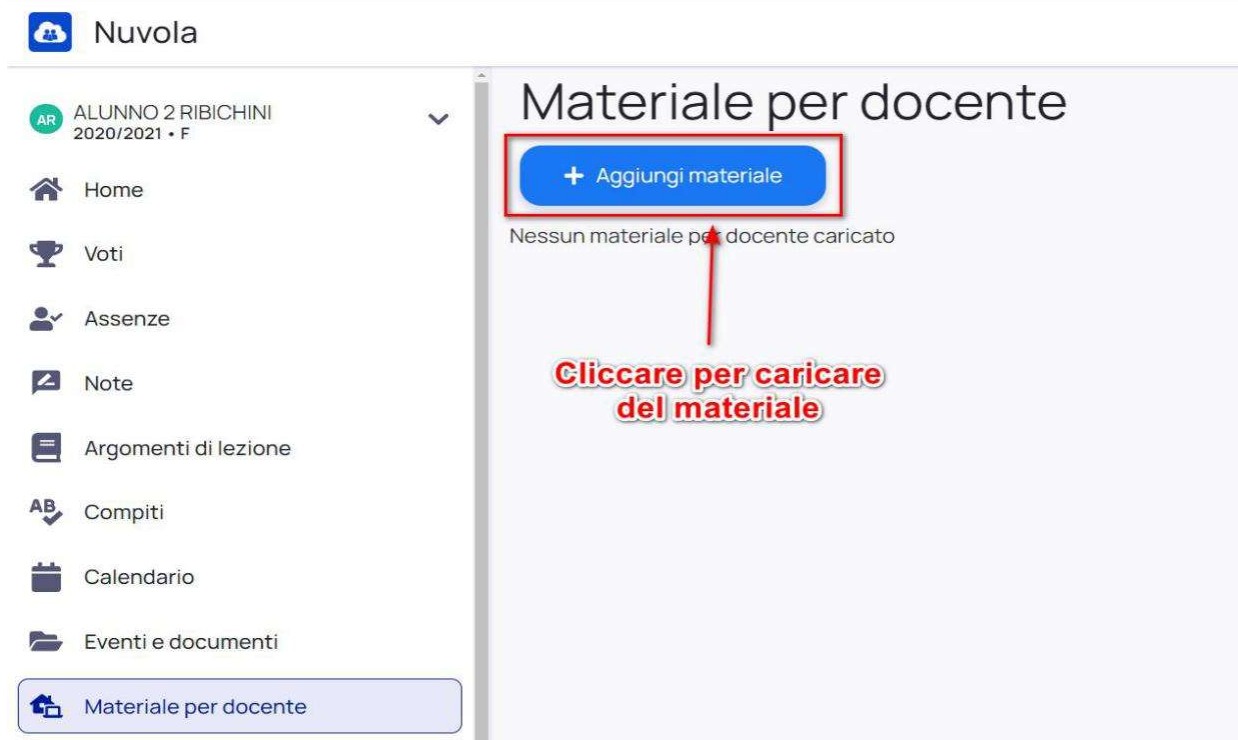 Nuvola
AR
ALUNNO 2 RIBICHINI
2020/2021 • F
Home
Voti
Assenze
Note
Argomenti di lezione
AB
Compiti
Calendario
Eventi e documenti
Materiale per docente
Materiale per docente
+ Aggiungi materiale
Nessun materiale per docente caricato
Cliccare per caricare
del materiale